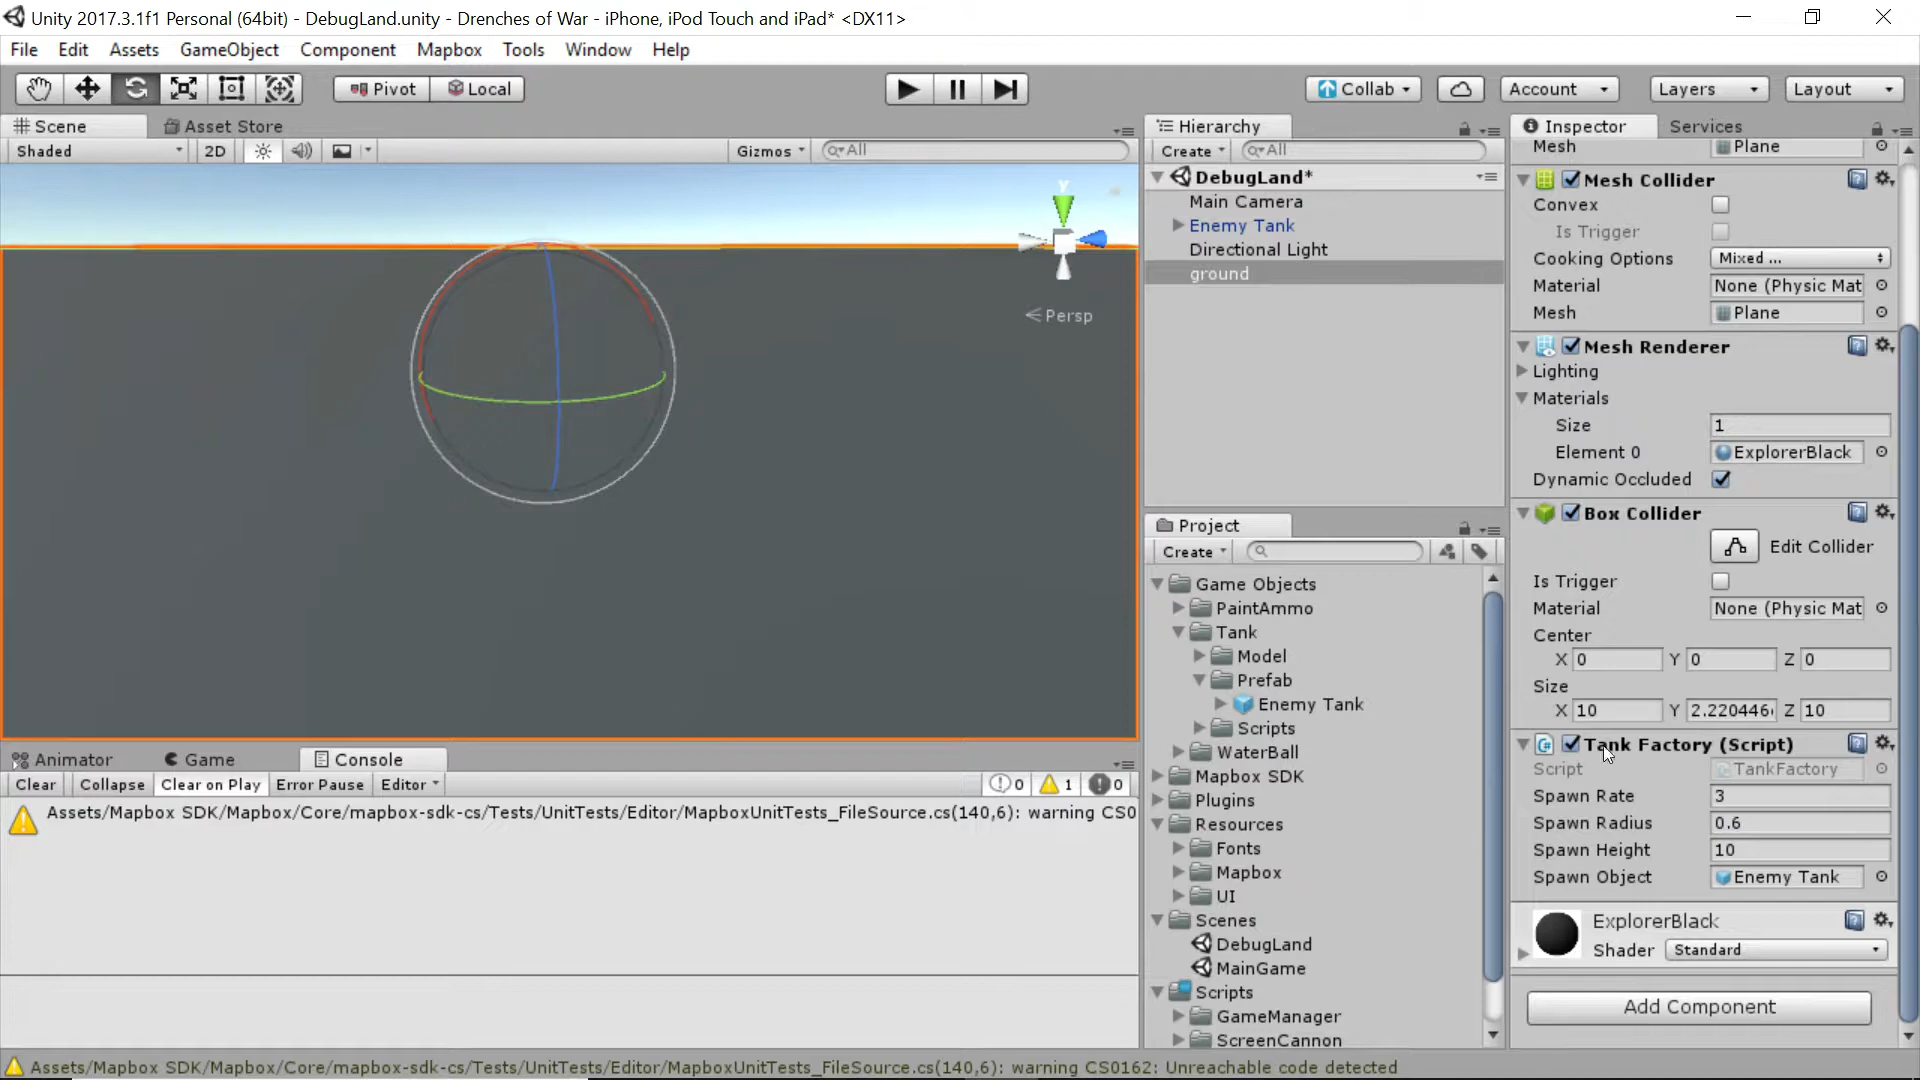 Unity 2017.3.1f1 Personal (64bit) - DebugLand.unity - Drenches of War - iPhone, iPod Touch and iPad* <DX11>
File Edit Assets GameObject Component Mapbox Tools Window Help
Pivot Local Collab Account Layers Layout
Scene Asset Store
Shaded 2D Gizmos All
y
Persp
Animator Game Console
Clear Collapse Clear on Play Error Pause Editor 0 1 0
Assets/Mapbox SDK/Mapbox/Core/mapbox-sdk-cs/Tests/UnitTests/Editor/MapboxUnitTests_FileSource.cs(140,6): warning CS0
Hierarchy
Create All
DebugLand*
Main Camera
Enemy Tank
Directional Light
ground
Project
Create
Game Objects
PaintAmmo
Tank
Model
Prefab
Enemy Tank
Scripts
WaterBall
Mapbox SDK
Plugins
Resources
Fonts
Mapbox
UI
Scenes
DebugLand
MainGame
Scripts
GameManager
ScreenCannon
Inspector Services
Mesh Plane
Mesh Collider
Convex
Is Trigger
Cooking Options Mixed ...
Material None (Physic Mat
Mesh Plane
Mesh Renderer
Lighting
Materials
Size 1
Element 0 ExplorerBlack
Dynamic Occluded
Box Collider
Edit Collider
Is Trigger
Material None (Physic Mat
Center
X 0 Y 0 Z 0
Size
X 10 Y 2.220446 Z 10
Tank Factory (Script)
Script TankFactory
Spawn Rate 3
Spawn Radius 0.6
Spawn Height 10
Spawn Object Enemy Tank
ExplorerBlack
Shader Standard
Add Component
Assets/Mapbox SDK/Mapbox/Core/mapbox-sdk-cs/Tests/UnitTests/Editor/MapboxUnitTests_FileSource.cs(140,6): warning CS0162: Unreachable code detected